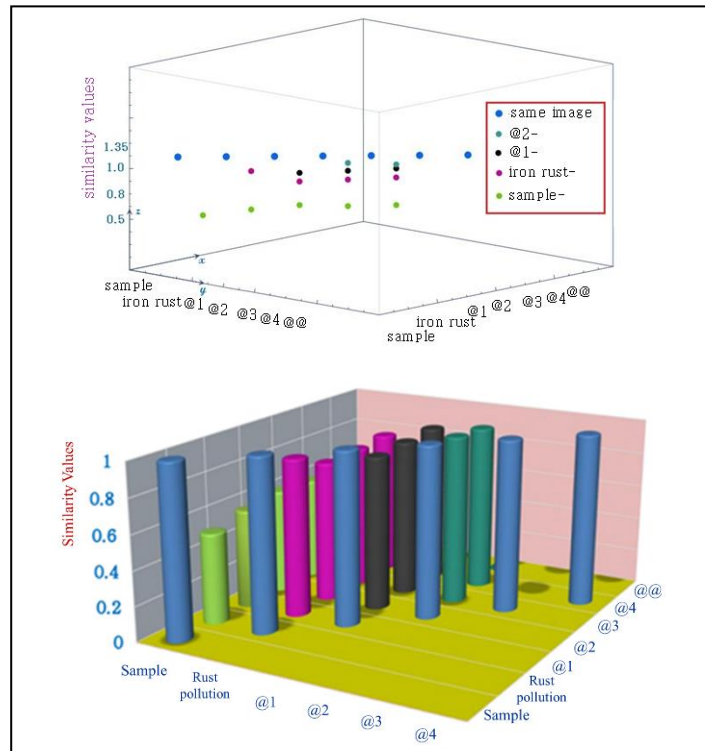 similarity values
1.35
1.0
0.8
0.5
z
x
y
same image
@2-
@1-
iron rust-
sample-
sample
iron rust
@1
@2
@3
@4
@@
sample
iron rust
@1
@2
@3
@4
@@
Similarity Values
1
0.8
0.6
0.4
0.2
0
Sample
Rust
pollution
@1
@2
@3
@4
Sample
Rust
pollution
@1
@2
@3
@4
@@